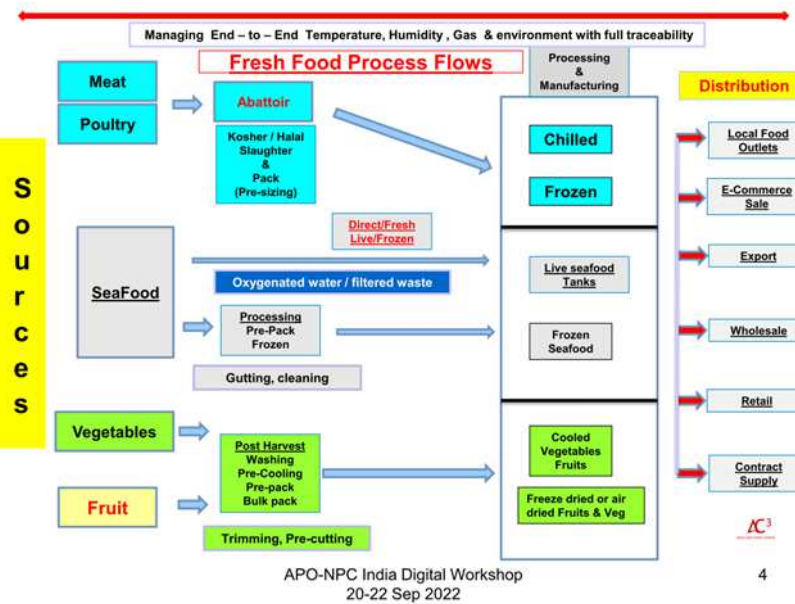 Managing End – to – End Temperature, Humidity , Gas & environment with full traceability
Fresh Food Process Flows
Processing
&
Manufacturing
Distribution
Sources
Meat
Poultry
Abattoir
Kosher / Halal
Slaughter
&
Pack
(Pre-sizing)
Chilled
Frozen
Local Food
Outlets
E-Commerce
Sale
Direct/Fresh
Live/Frozen
SeaFood
Oxygenated water / filtered waste
Live seafood
Tanks
Export
Processing
Pre-Pack
Frozen
Frozen
Seafood
Wholesale
Gutting, cleaning
Retail
Vegetables
Post Harvest
Washing
Pre-Cooling
Pre-pack
Bulk pack
Cooled
Vegetables
Fruits
Contract
Supply
Fruit
Freeze dried or air
dried Fruits & Veg
Trimming, Pre-cutting
AC³
APO-NPC India Digital Workshop
20-22 Sep 2022
4